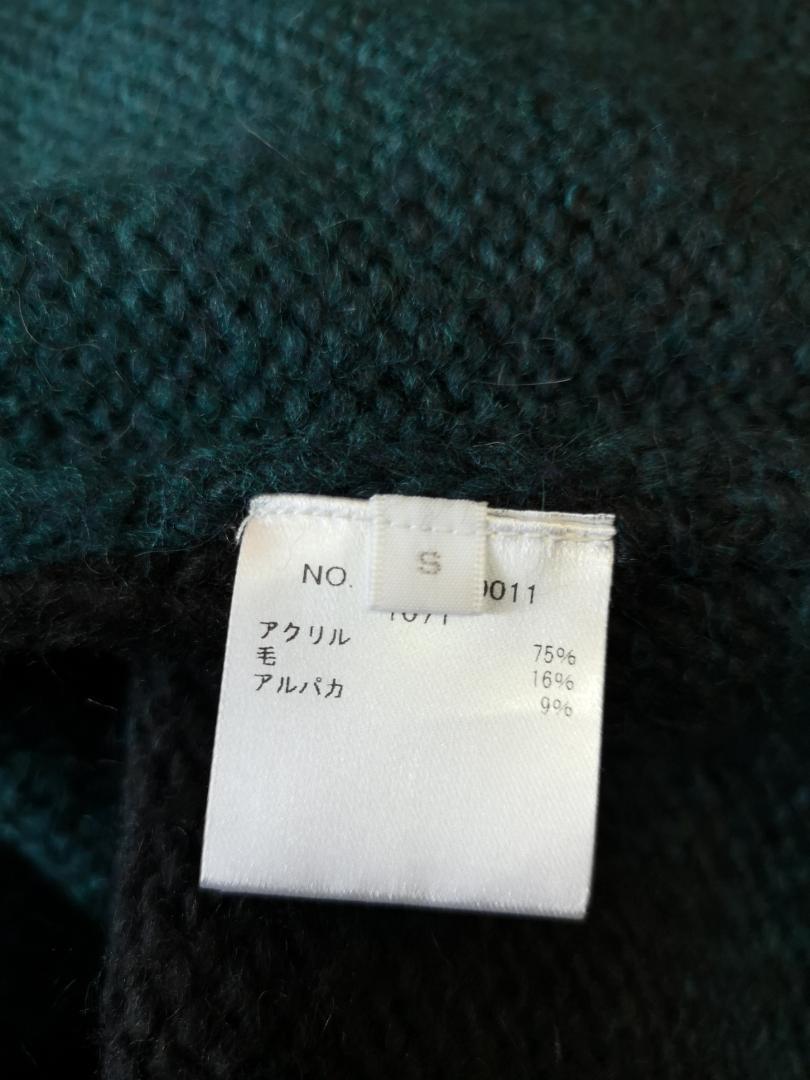 S
NO. 0011
アクリル 75%
毛 16%
アルパカ 9%